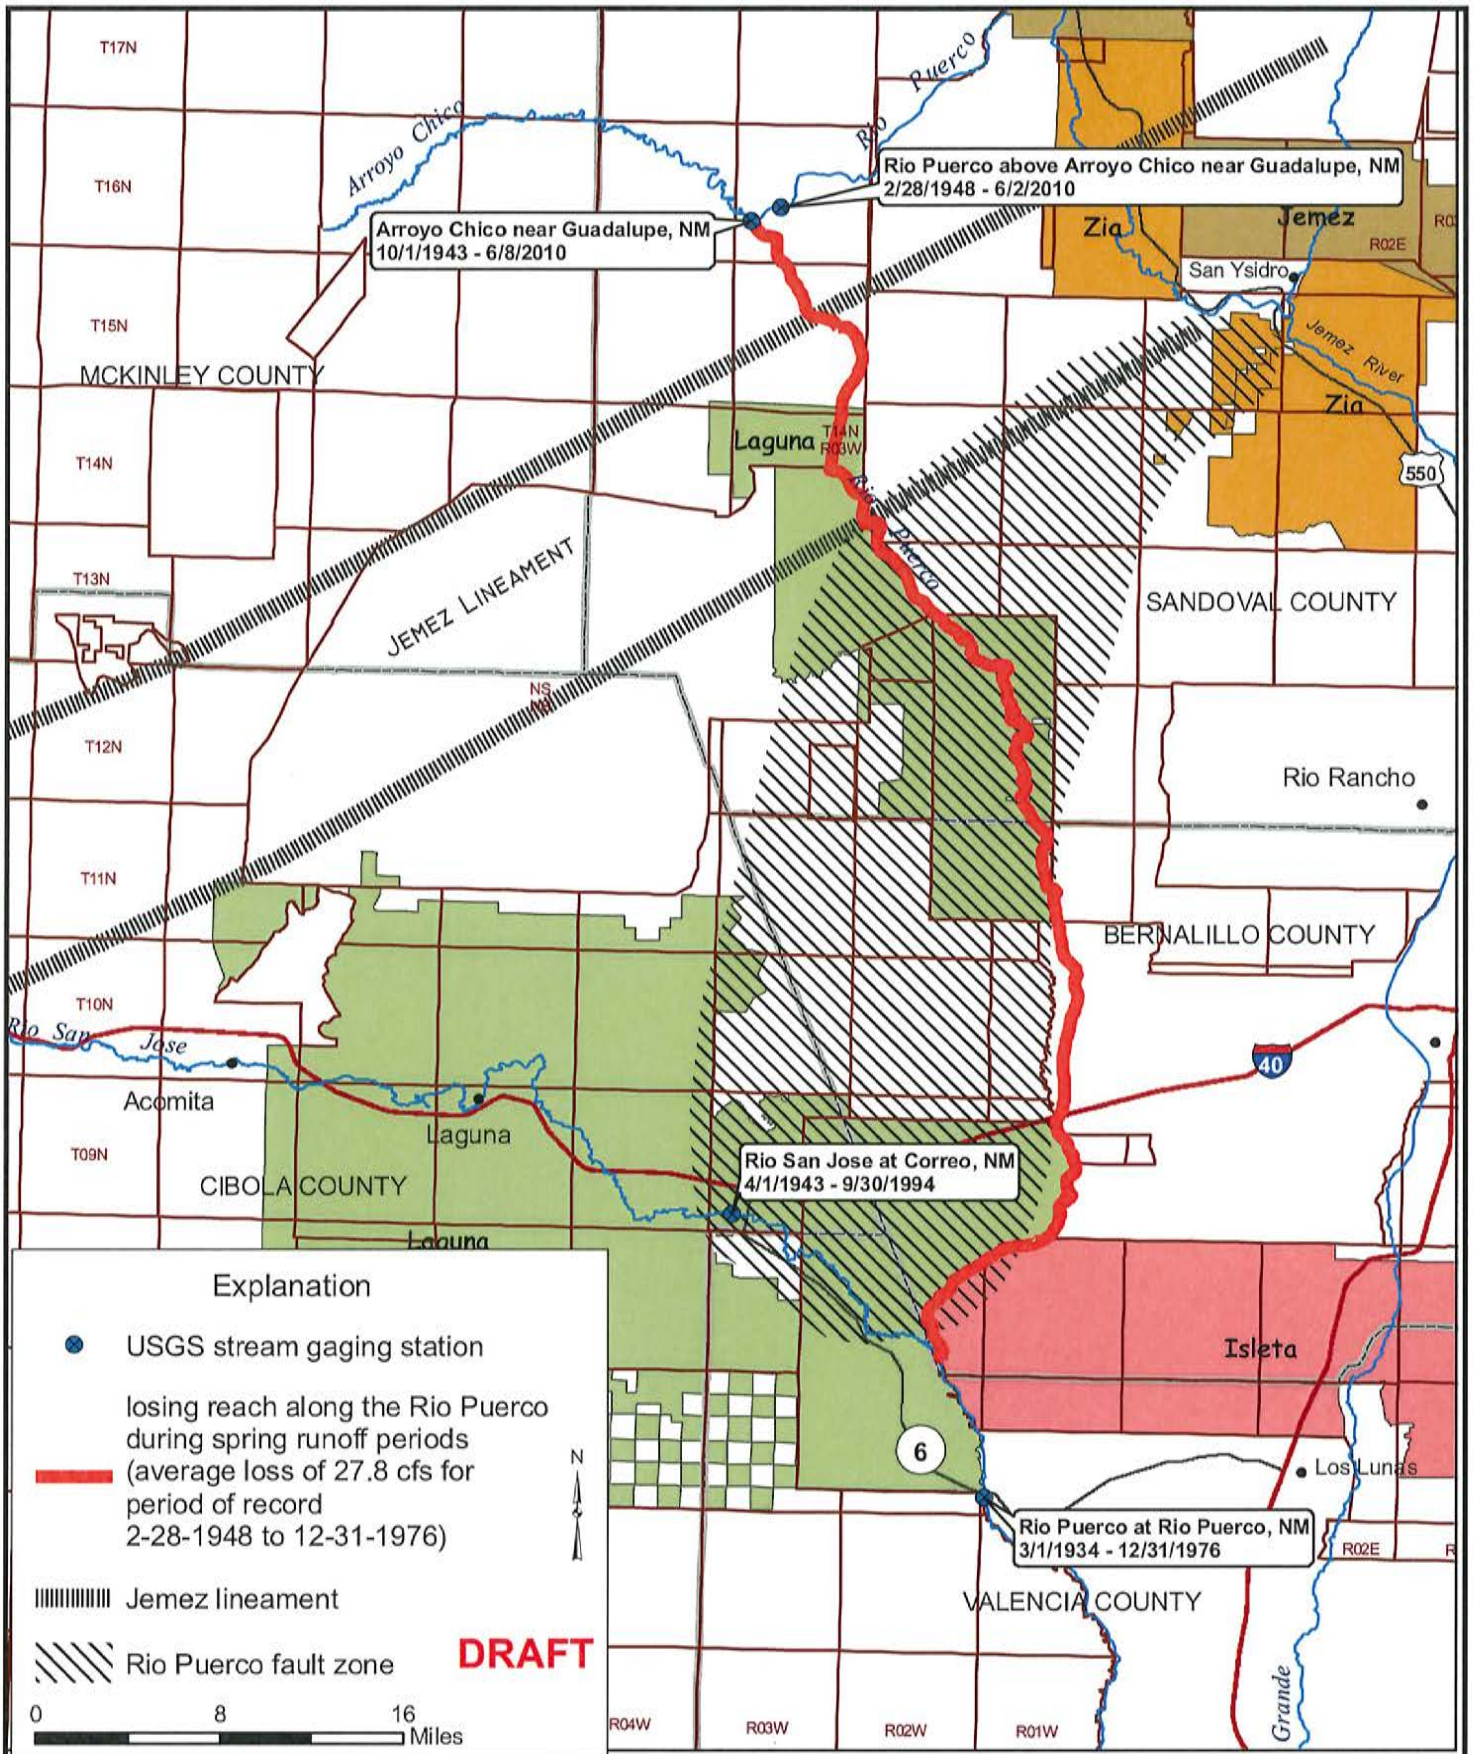 T17N
Arroyo Chico
Rio Puerco
T16N
Rio Puerco above Arroyo Chico near Guadalupe, NM
2/28/1948 - 6/2/2010
Arroyo Chico near Guadalupe, NM
10/1/1943 - 6/8/2010
Zia
Jemez
R02E
San Ysidro
T15N
Jemez River
MCKINLEY COUNTY
Zia
Laguna
T14N
R03W
T14N
550
Rio Puerco
JEMEZ LINEAMENT
T13N
SANDOVAL COUNTY
NS
T12N
Rio Rancho
T11N
BERNALILLO COUNTY
T10N
Rio San Jose
40
Acomita
Laguna
T09N
Rio San Jose at Correo, NM
4/1/1943 - 9/30/1994
CIBOLA COUNTY
Laguna
Explanation
USGS stream gaging station
losing reach along the Rio Puerco
during spring runoff periods
(average loss of 27.8 cfs for
period of record
2-28-1948 to 12-31-1976)
Jemez lineament
Rio Puerco fault zone
DRAFT
0 8 16
Miles
N
Isleta
6
Los Lunas
Rio Puerco at Rio Puerco, NM
3/1/1934 - 12/31/1976
R02E
VALENCIA COUNTY
Grande
R04W
R03W
R02W
R01W